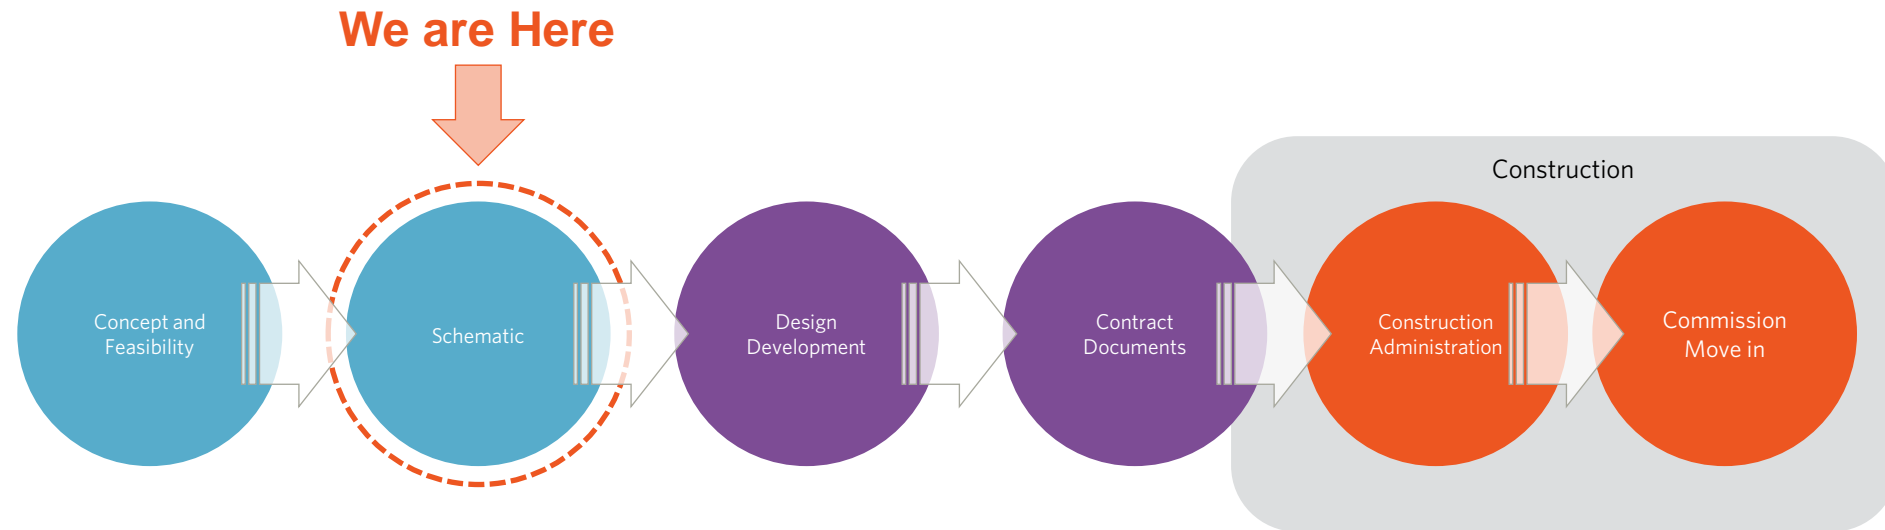 We are Here
Construction
Concept and
Feasibility
Schematic
Design
Development
Contract
Documents
Construction
Administration
Commission
Move in